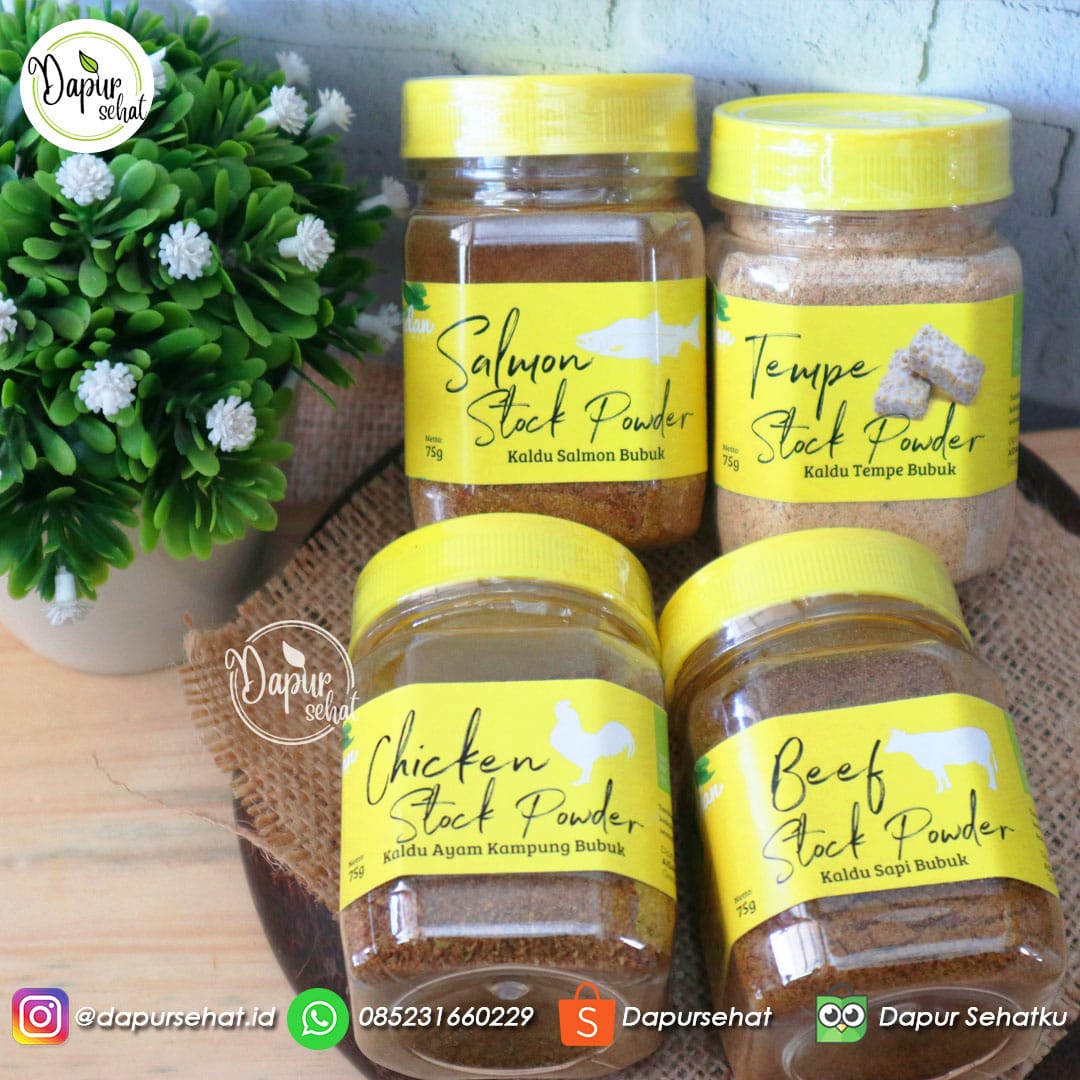 Dapur
sehat
Salmon
Stock Powder
Netto
75g
Kaldu Salmon Bubuk
Tempe
Stock Powder
Netto
75g
Kaldu Tempe Bubuk
Dapur
sehat
Chicken
Stock Powder
Netto
75g
Kaldu Ayam Kampung Bubuk
Beef
Stock Powder
Netto
75g
Kaldu Sapi Bubuk
@dapursehat.id
085231660229
S
Dapursehat
Dapur Sehatku